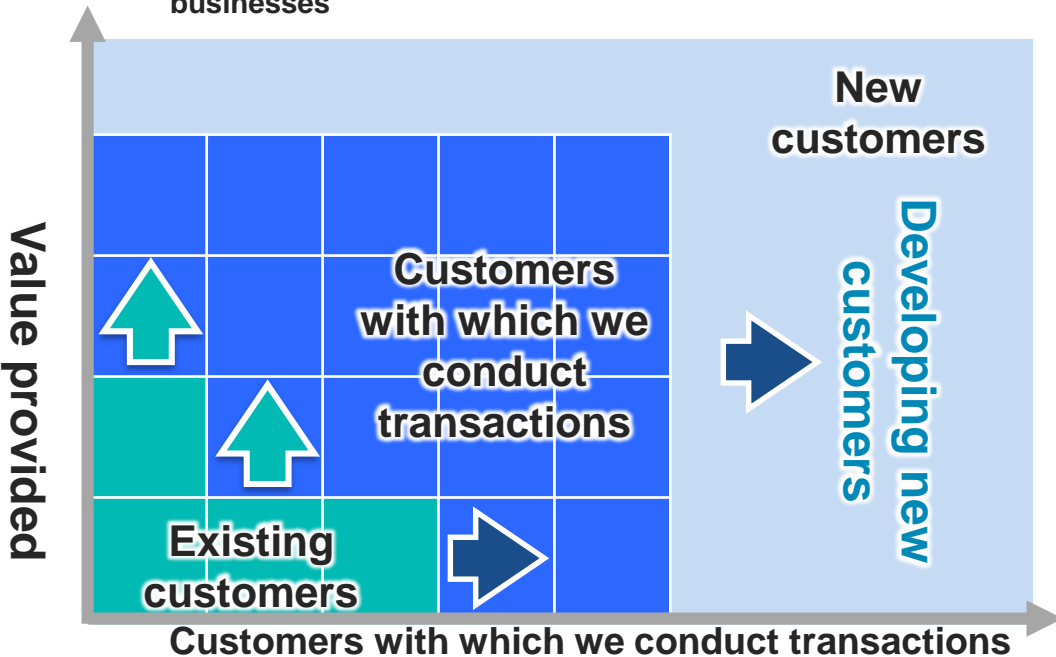 businesses
New
customers
Developing new
customers
Customers
with which we
conduct
transactions
Value provided
Existing
customers
Customers with which we conduct transactions